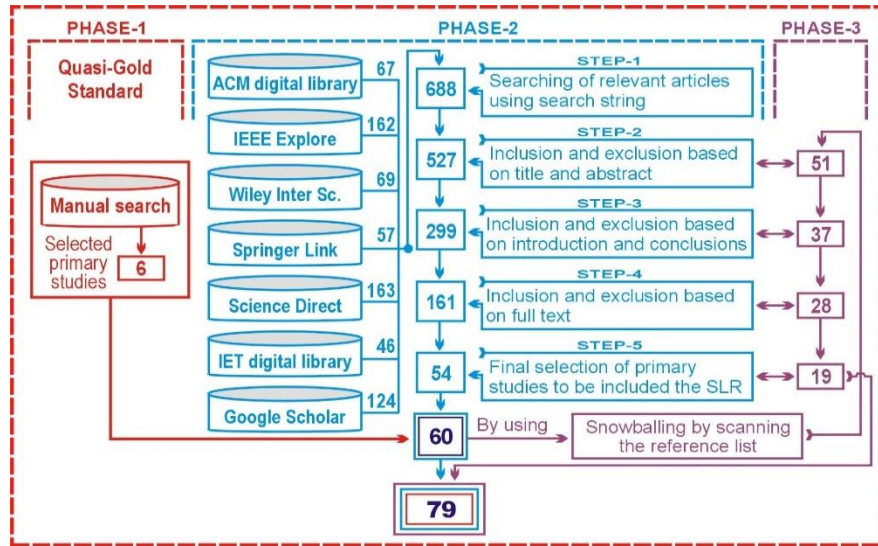 PHASE-1
Quasi-Gold
Standard
Manual search
Selected
primary
studies
6
PHASE-2
ACM digital library
67
IEEE Explore
162
Wiley Inter Sc.
69
Springer Link
57
Science Direct
163
IET digital library
46
Google Scholar
124
688
STEP-1
Searching of relevant articles
using search string
527
STEP-2
Inclusion and exclusion based
on title and abstract
299
STEP-3
Inclusion and exclusion based
on introduction and conclusions
161
STEP-4
Inclusion and exclusion based
on full text
54
STEP-5
Final selection of primary
studies to be included the SLR
60
By using
Snowballing by scanning
the reference list
79
PHASE-3
51
37
28
19